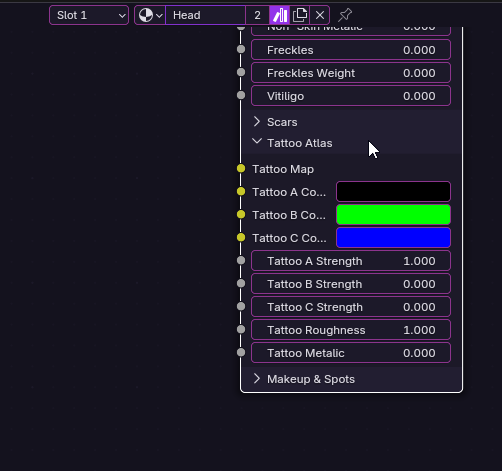 Slot 1
Head
2
Non-Skin Metallic 0.000
Freckles 0.000
Freckles Weight 0.000
Vitiligo 0.000
Scars
Tattoo Atlas
Tattoo Map
Tattoo A Co...
Tattoo B Co...
Tattoo C Co...
Tattoo A Strength 1.000
Tattoo B Strength 0.000
Tattoo C Strength 0.000
Tattoo Roughness 1.000
Tattoo Metallic 0.000
Makeup & Spots